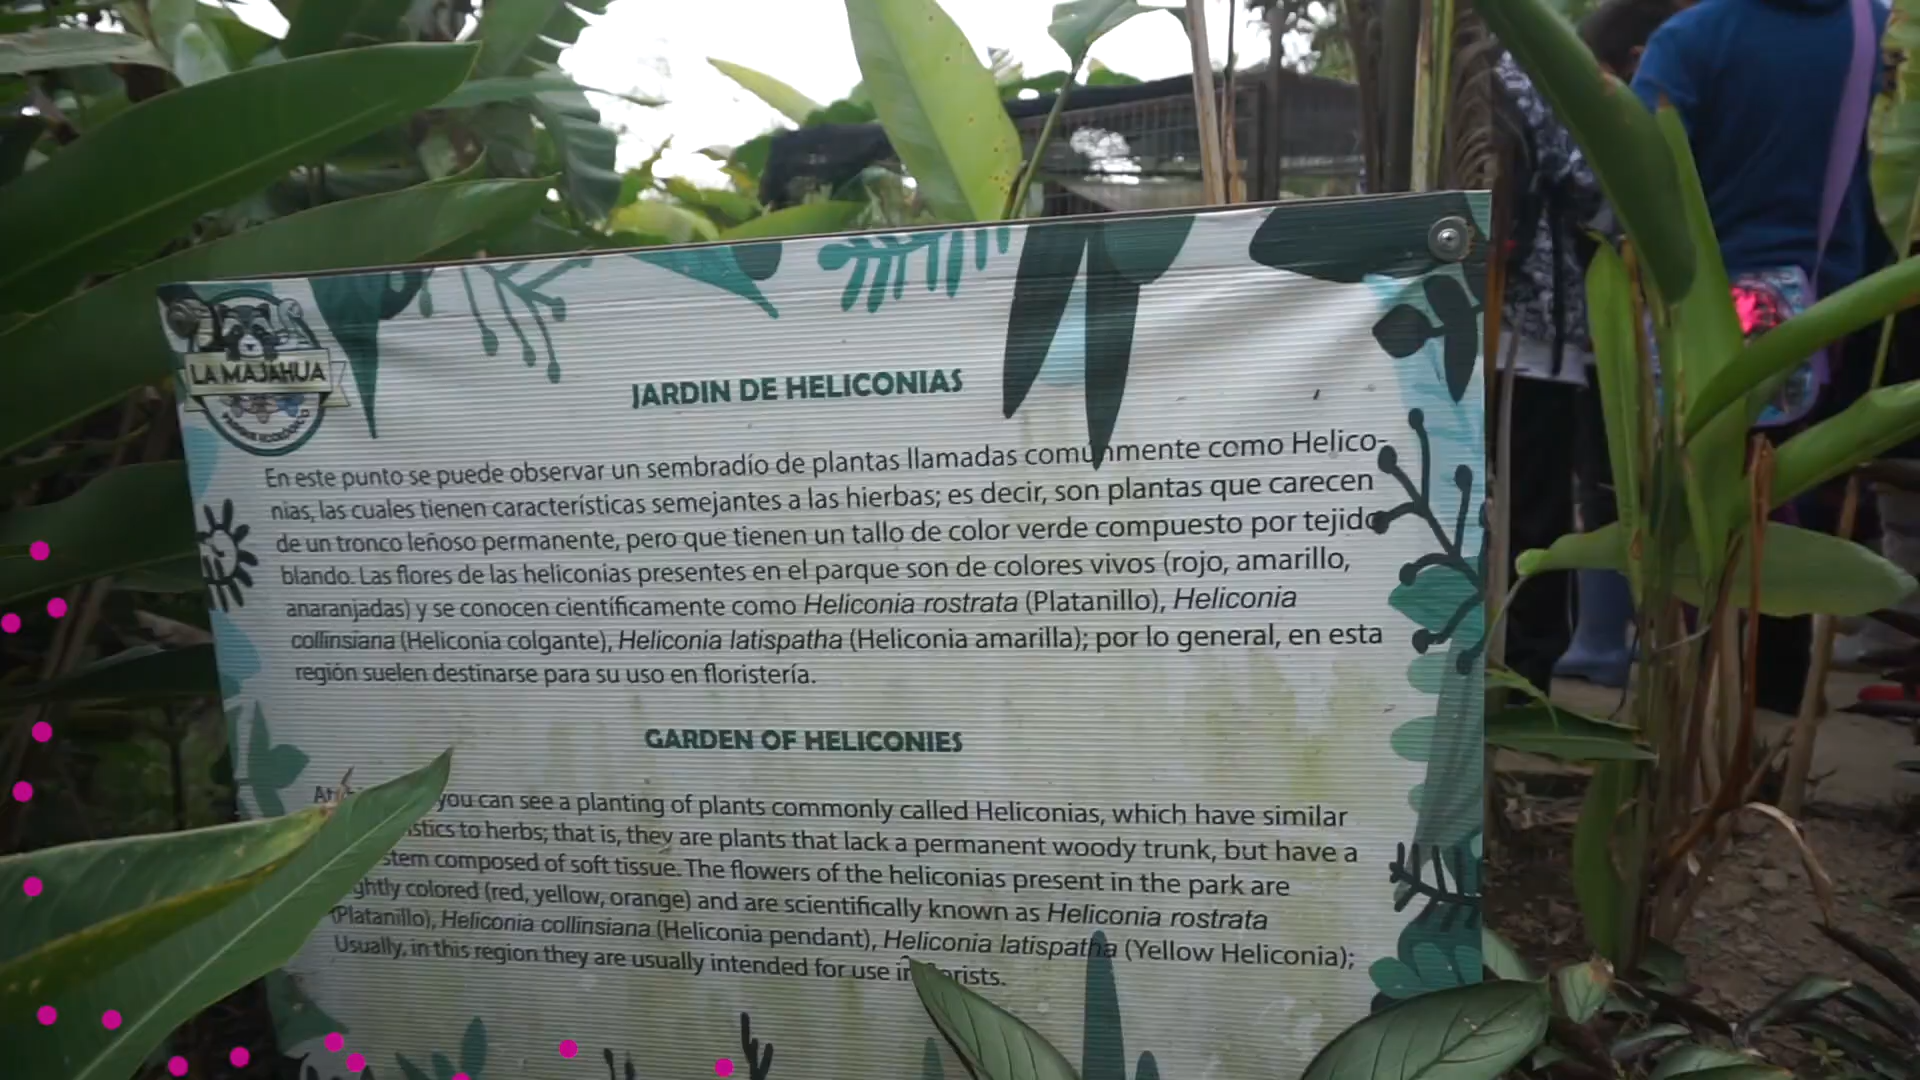 LA MAJAHUA
PARQUE ECOLÓGICO
JARDIN DE HELICONIAS
En este punto se puede observar un sembradío de plantas llamadas comúnmente como Helico-
nias, las cuales tienen características semejantes a las hierbas; es decir, son plantas que carecen
de un tronco leñoso permanente, pero que tienen un tallo de color verde compuesto por tejido
blando. Las flores de las heliconias presentes en el parque son de colores vivos (rojo, amarillo,
anaranjadas) y se conocen científicamente como Heliconia rostrata (Platanillo), Heliconia
collinsiana (Heliconia colgante), Heliconia latispatha (Heliconia amarilla); por lo general, en esta
región suelen destinarse para su uso en floristería.
GARDEN OF HELICONIES
you can see a planting of plants commonly called Heliconias, which have similar
to herbs; that is, they are plants that lack a permanent woody trunk, but have a
stem composed of soft tissue. The flowers of the heliconias present in the park are
colored (red, yellow, orange) and are scientifically known as Heliconia rostrata
(Platanillo), Heliconia collinsiana (Heliconia pendant), Heliconia latispatha (Yellow Heliconia);
Usually, in this region they are usually intended for use in